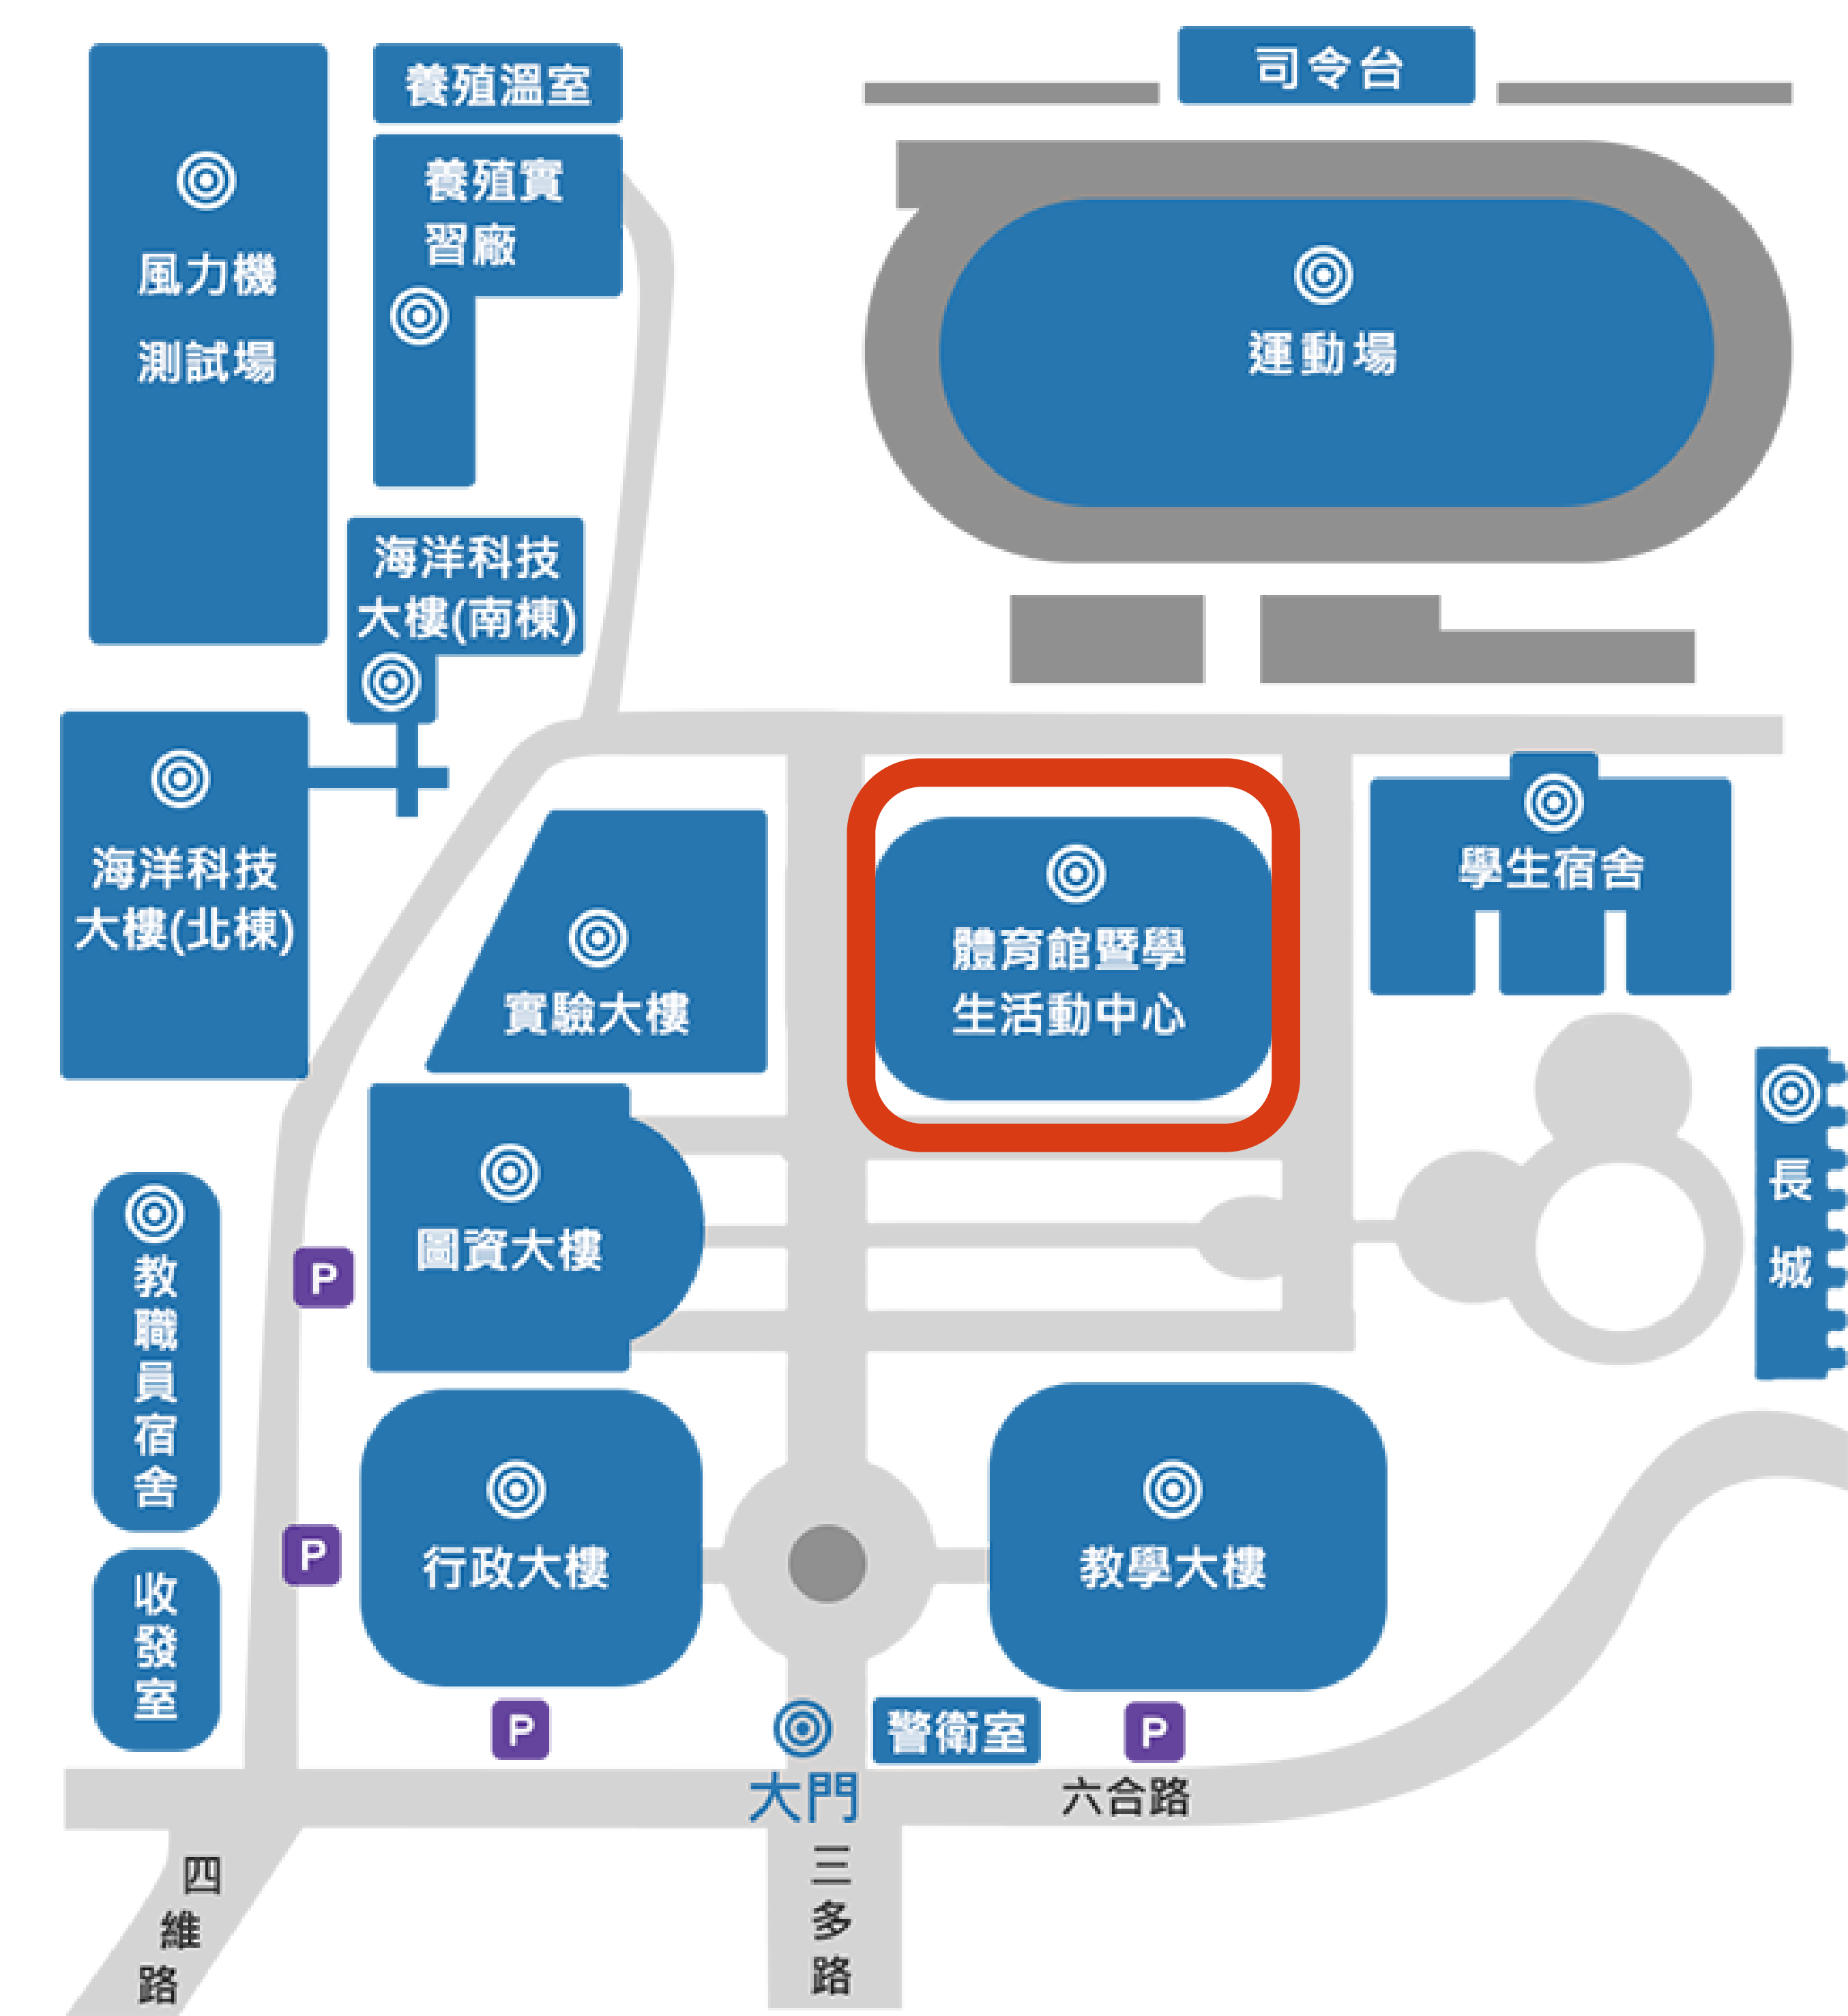 司令台
養殖溫室
養殖實
習廠
風力機
測試場
運動場
海洋科技
大樓(南棟)
海洋科技
大樓(北棟)
學生宿舍
體育館暨學
生活動中心
實驗大樓
長
城
圖資大樓
P
教
職
員
宿
舍
行政大樓
教學大樓
P
收
發
室
P
警衛室
P
大門
六合路
四
維
路
三
多
路